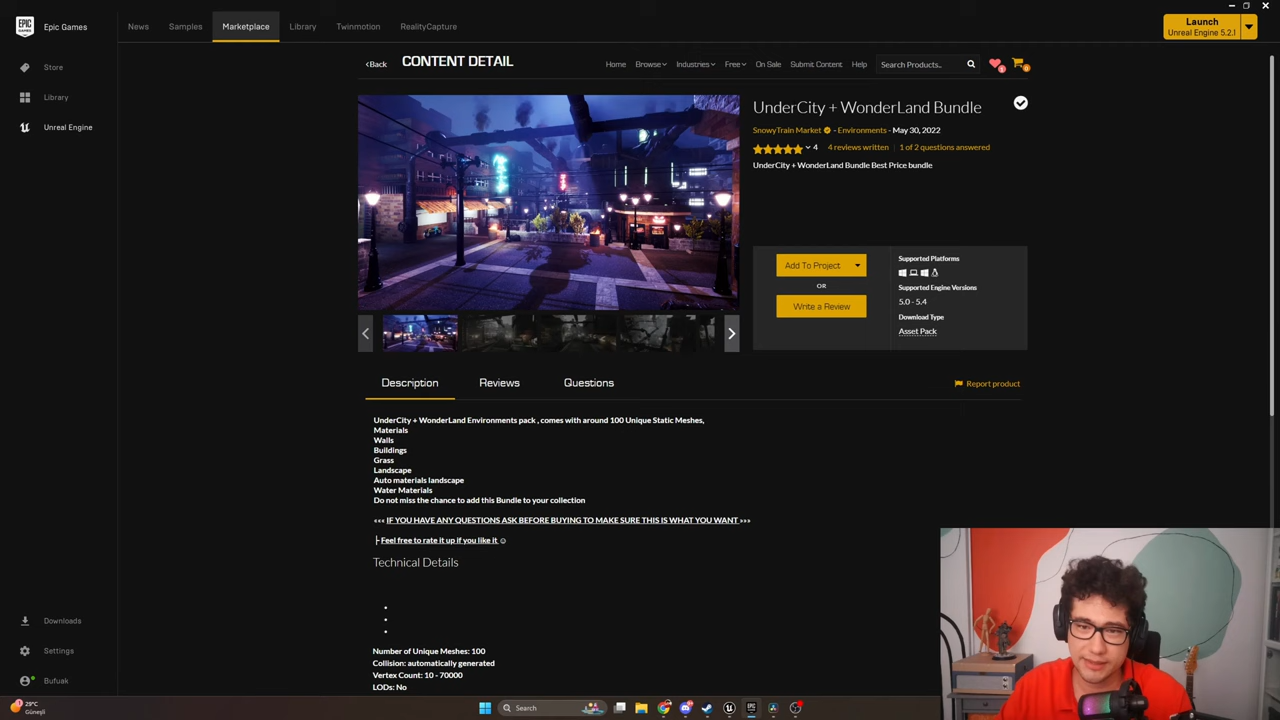 EPIC GAMES
Epic Games
News
Samples
Marketplace
Library
Twinmotion
RealityCapture
Launch
Unreal Engine 5.2.1
Store
Library
Unreal Engine
Back
CONTENT DETAIL
Home
Browse
Industries
Free
On Sale
Submit Content
Help
Search Products..
1
0
UnderCity + WonderLand Bundle
SnowyTrain Market - Environments - May 30, 2022
4
4 reviews written
1 of 2 questions answered
UnderCity + WonderLand Bundle Best Price bundle
Add To Project
OR
Write a Review
Supported Platforms
Supported Engine Versions
5.0 - 5.4
Download Type
Asset Pack
Description
Reviews
Questions
Report product
UnderCity + WonderLand Environments pack , comes with around 100 Unique Static Meshes,
Materials
Walls
Buildings
Grass
Landscape
Auto materials landscape
Water Materials
Do not miss the chance to add this Bundle to your collection
««« IF YOU HAVE ANY QUESTIONS ASK BEFORE BUYING TO MAKE SURE THIS IS WHAT YOU WANT »»»
├ Feel free to rate it up if you like it ☺
Technical Details
Number of Unique Meshes: 100
Collision: automatically generated
Vertex Count: 10 - 70000
LODs: No
Downloads
Settings
Bufuak
29°C
Güneşli
Search